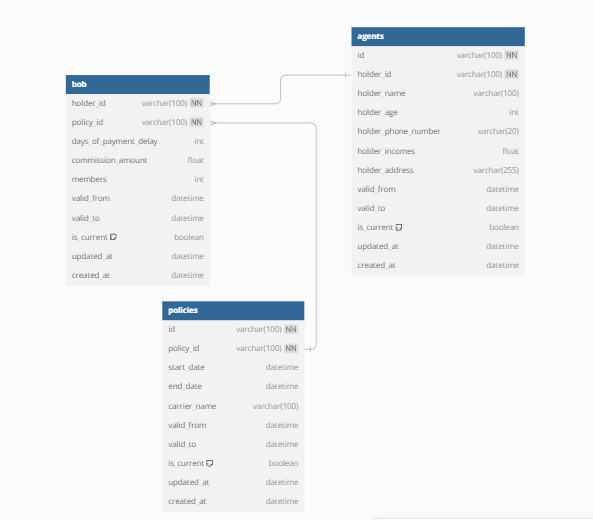 agents
id varchar(100) NN
holder_id varchar(100) NN
holder_name varchar(100)
holder_age int
holder_phone_number varchar(20)
holder_incomes float
holder_address varchar(255)
valid_from datetime
valid_to datetime
is_current boolean
updated_at datetime
created_at datetime
bob
holder_id varchar(100) NN
policy_id varchar(100) NN
days_of_payment_delay int
commission_amount float
members int
valid_from datetime
valid_to datetime
is_current boolean
updated_at datetime
created_at datetime
policies
id varchar(100) NN
policy_id varchar(100) NN
start_date datetime
end_date datetime
carrier_name varchar(100)
valid_from datetime
valid_to datetime
is_current boolean
updated_at datetime
created_at datetime